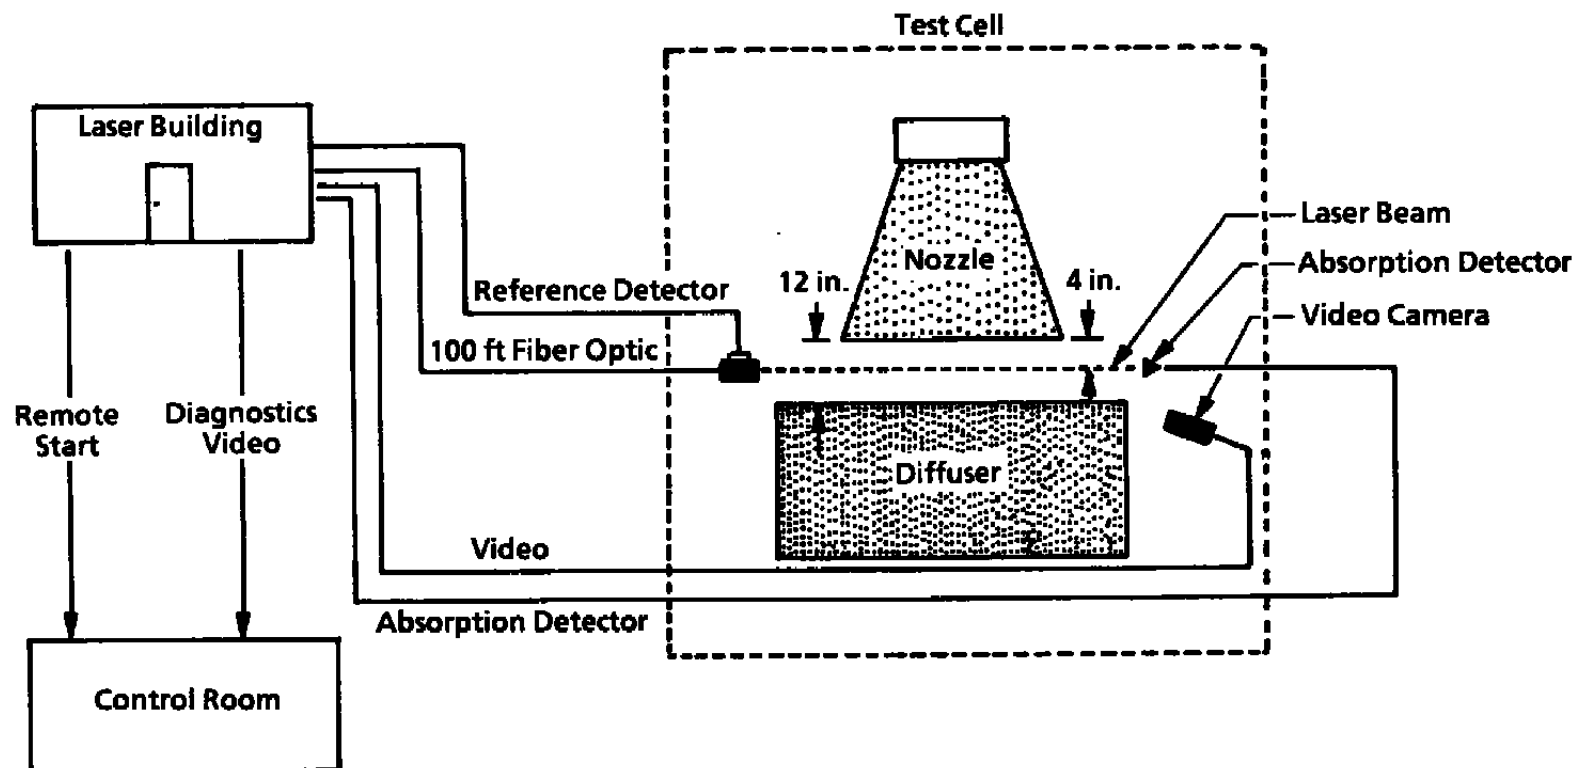 Test Cell
Laser Building
Laser Beam
Nozzle
Absorption Detector
12 in.
4 in.
Reference Detector
Video Camera
100 ft Fiber Optic
Remote
Start
Diagnostics
Video
Diffuser
Video
Absorption Detector
Control Room